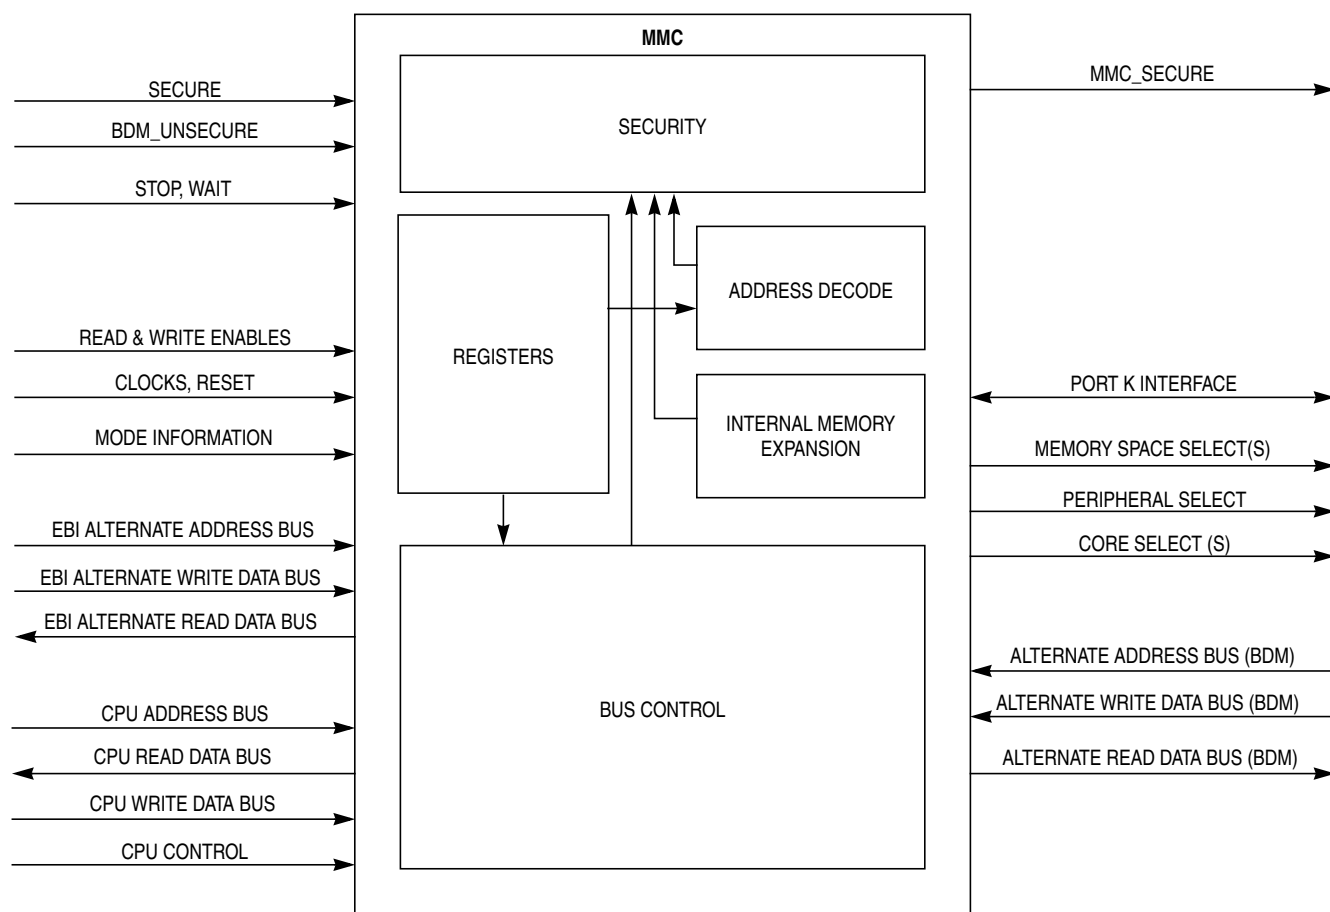 MMC
SECURE
BDM_UNSECURE
STOP, WAIT
READ & WRITE ENABLES
CLOCKS, RESET
MODE INFORMATION
EBI ALTERNATE ADDRESS BUS
EBI ALTERNATE WRITE DATA BUS
EBI ALTERNATE READ DATA BUS
CPU ADDRESS BUS
CPU READ DATA BUS
CPU WRITE DATA BUS
CPU CONTROL
SECURITY
REGISTERS
ADDRESS DECODE
INTERNAL MEMORY
EXPANSION
BUS CONTROL
MMC_SECURE
PORT K INTERFACE
MEMORY SPACE SELECT(S)
PERIPHERAL SELECT
CORE SELECT (S)
ALTERNATE ADDRESS BUS (BDM)
ALTERNATE WRITE DATA BUS (BDM)
ALTERNATE READ DATA BUS (BDM)